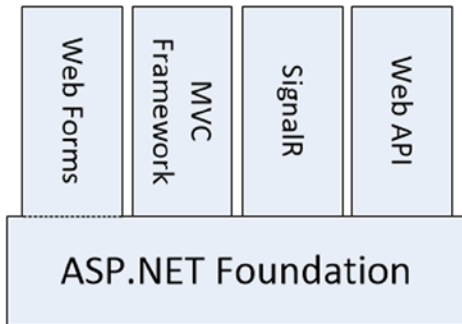 Web Forms
MVC
Framework
SignalR
Web API
ASP.NET Foundation